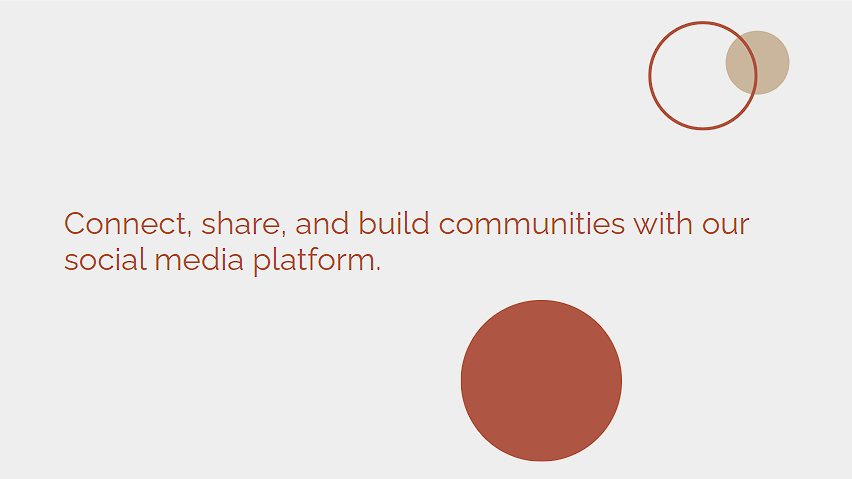 Connect, share, and build communities with our
social media platform.